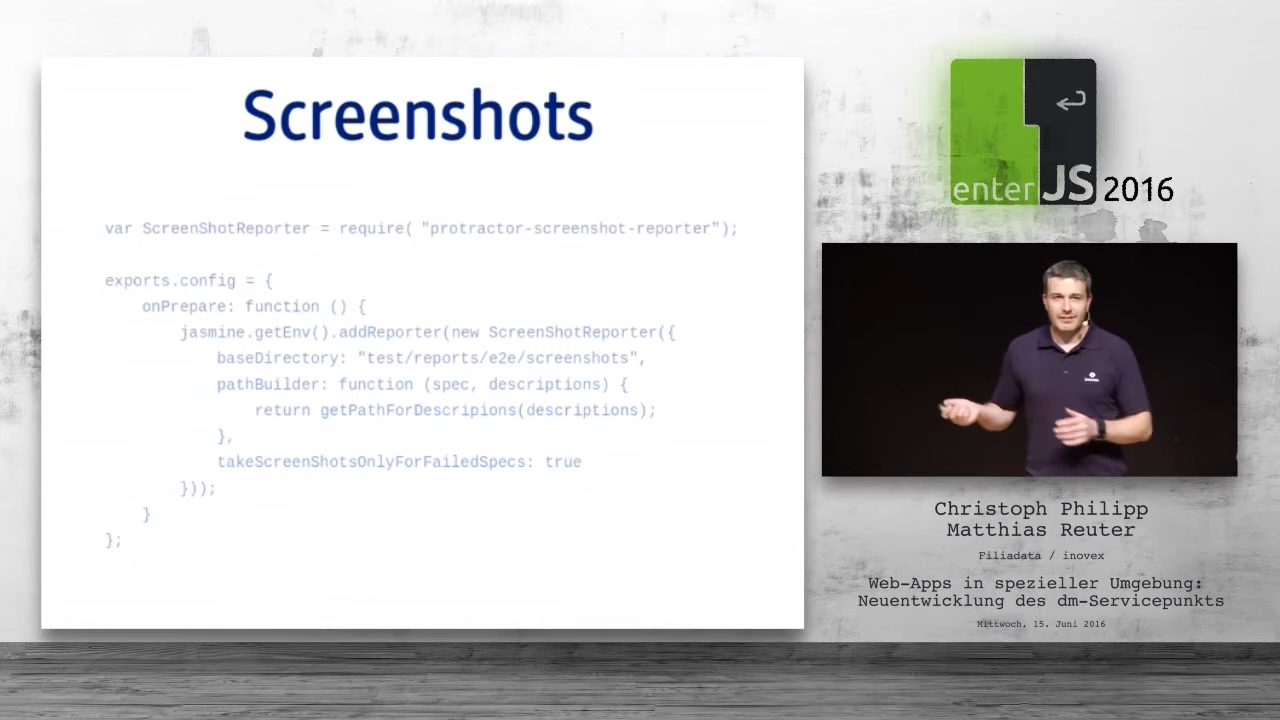 Screenshots
var ScreenShotReporter = require( "protractor-screenshot-reporter");
exports.config = {
onPrepare: function () {
jasmine.getEnv().addReporter(new ScreenShotReporter({
baseDirectory: "test/reports/e2e/screenshots",
pathBuilder: function (spec, descriptions) {
return getPathForDescripions(descriptions);
},
takeScreenShotsOnlyForFailedSpecs: true
}));
}
};
enterJS 2016
Christoph Philipp
Matthias Reuter
Filiadata / inovex
Web-Apps in spezieller Umgebung:
Neuentwicklung des dm-Servicepunkts
Mittwoch, 15. Juni 2016